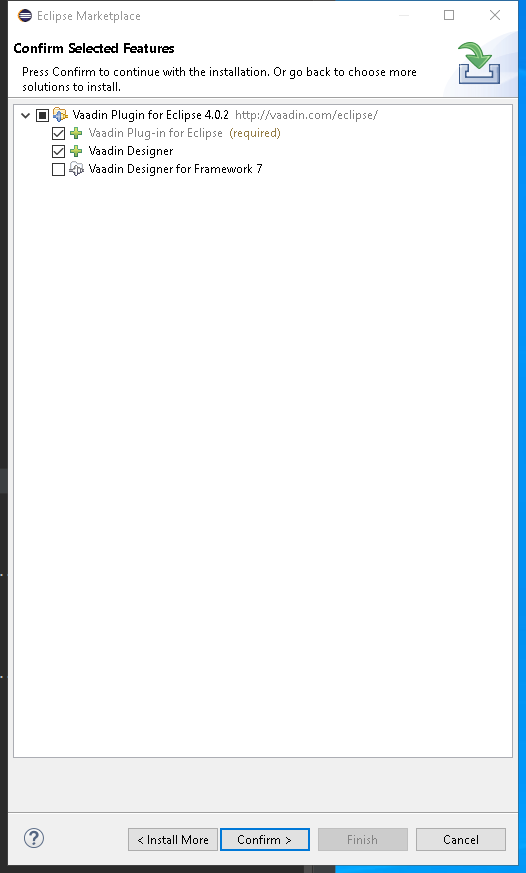 Eclipse Marketplace
Confirm Selected Features
Press Confirm to continue with the installation. Or go back to choose more
solutions to install.
Vaadin Plugin for Eclipse 4.0.2 http://vaadin.com/eclipse/
Vaadin Plug-in for Eclipse (required)
Vaadin Designer
Vaadin Designer for Framework 7
?
< Install More
Confirm >
Finish
Cancel